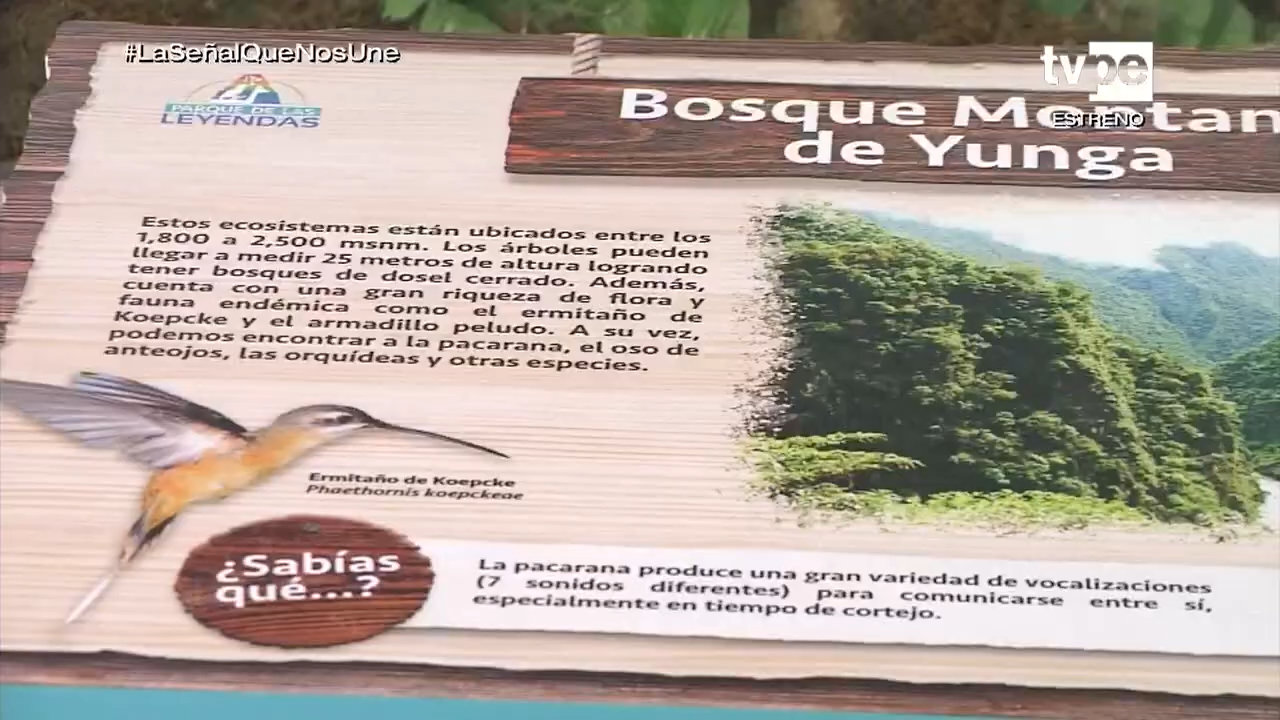 #LaSeñalQueNosUne
tvpe
ESTRENO
PARQUE DE LAS
LEYENDAS
Bosque Montan
de Yunga
Estos ecosistemas están ubicados entre los
1,800 a 2,500 msnm. Los árboles pueden
llegar a medir 25 metros de altura logrando
tener bosques de dosel cerrado. Además,
cuenta con una gran riqueza de flora y
fauna endémica como el ermitaño de
Koepcke y el armadillo peludo. A su vez,
podemos encontrar a la pacarana, el oso de
anteojos, las orquídeas y otras especies.
Ermitaño de Koepcke
Phaethornis koepckeae
¿Sabías
qué...?
La pacarana produce una gran variedad de vocalizaciones
(7 sonidos diferentes) para comunicarse entre sí,
especialmente en tiempo de cortejo.